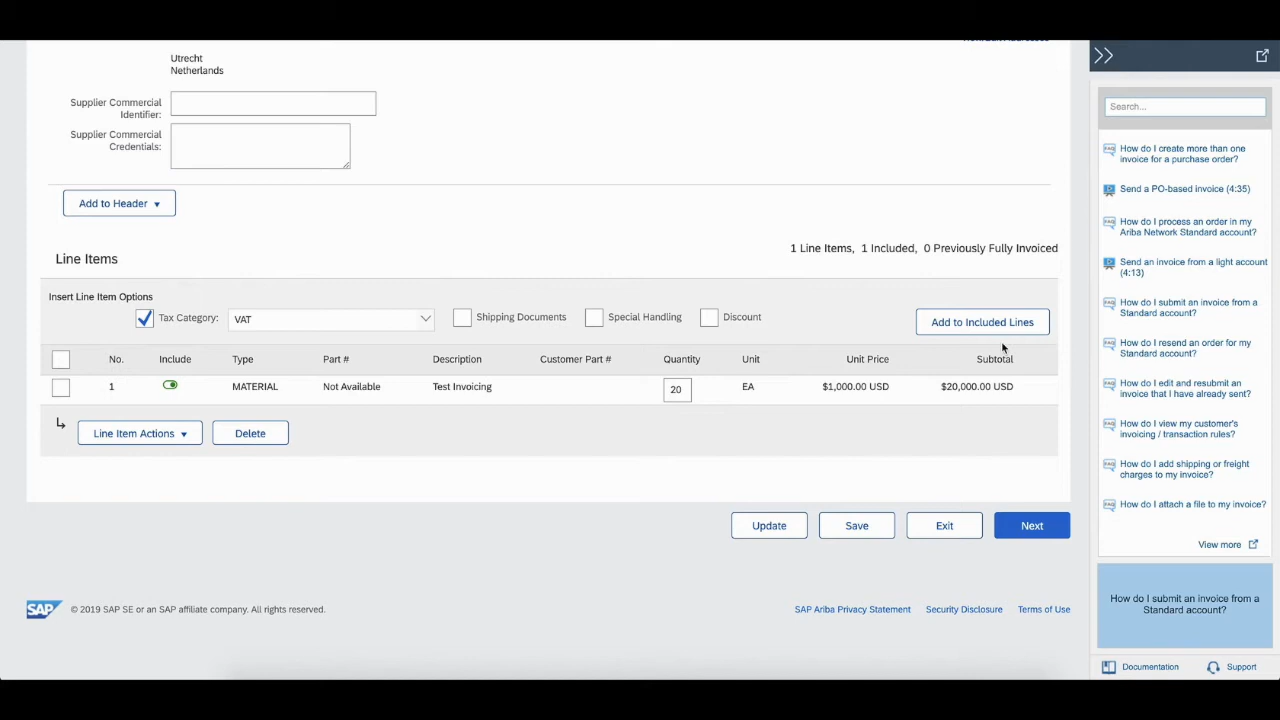 Utrecht
Netherlands
Supplier Commercial
Identifier:
Supplier Commercial
Credentials:
Add to Header
Line Items
1 Line Items, 1 Included, 0 Previously Fully Invoiced
Insert Line Item Options
Tax Category: VAT Shipping Documents Special Handling Discount Add to Included Lines
No. Include Type Part # Description Customer Part # Quantity Unit Unit Price Subtotal
1 MATERIAL Not Available Test Invoicing 20 EA $1,000.00 USD $20,000.00 USD
Line Item Actions Delete
Update Save Exit Next
SAP © 2019 SAP SE or an SAP affiliate company. All rights reserved. SAP Ariba Privacy Statement Security Disclosure Terms of Use
Search...
FAQ How do I create more than one
invoice for a purchase order?
Send a PO-based invoice (4:35)
FAQ How do I process an order in my
Ariba Network Standard account?
Send an invoice from a light account
(4:13)
FAQ How do I submit an invoice from a
Standard account?
FAQ How do I resend an order for my
Standard account?
FAQ How do I edit and resubmit an
invoice that I have already sent?
FAQ How do I view my customer's
invoicing / transaction rules?
FAQ How do I add shipping or freight
charges to my invoice?
FAQ How do I attach a file to my invoice?
View more
How do I submit an invoice from a
Standard account?
Documentation Support